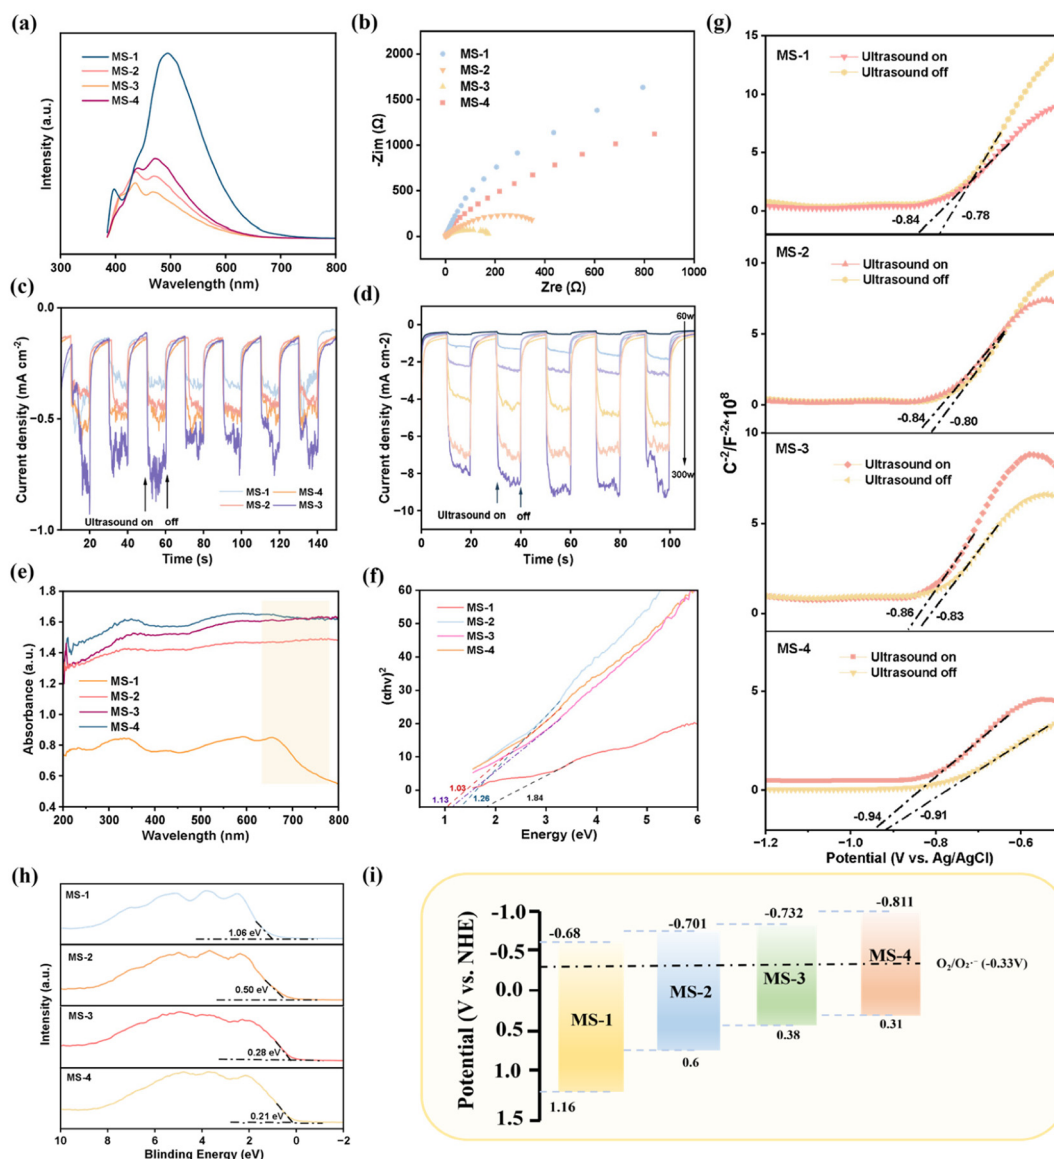 (a)
MS-1
MS-2
MS-3
MS-4
Intensity (a.u.)
300 400 500 600 700 800
Wavelength (nm)
(b)
MS-1
MS-2
MS-3
MS-4
-Zim (Ω)
2000
1500
1000
500
0
0 200 400 600 800 1000
Zre (Ω)
(c)
Current density (mA cm-2)
0.0
−0.5
−1.0
Ultrasound on off
MS-1 MS-4
MS-2 MS-3
20 40 60 80 100 120 140
Time (s)
(d)
Current density (mA cm-2)
0
−2
−4
−6
−8
−10
60w
300w
Ultrasound on off
0 20 40 60 80 100
Time (s)
(e)
Absorbance (a.u.)
1.8
1.6
1.4
1.2
1.0
0.8
0.6
0.4
MS-1
MS-2
MS-3
MS-4
200 300 400 500 600 700 800
Wavelength (nm)
(f)
(αhv)2
60
50
40
30
20
10
0
MS-1
MS-2
MS-3
MS-4
1.03
1.13
1.26
1.84
1 2 3 4 5 6
Energy (eV)
(g)
C-2/F-2*108
MS-1
Ultrasound on
Ultrasound off
15
10
5
0
-0.84
-0.78
MS-2
Ultrasound on
Ultrasound off
10
5
0
-0.84
-0.80
MS-3
Ultrasound on
Ultrasound off
10
5
0
-0.86
-0.83
MS-4
Ultrasound on
Ultrasound off
5
0
-0.94
-0.91
−1.2 −1.0 −0.8 −0.6
Potential (V vs. Ag/AgCl)
(h)
Intensity (a.u.)
MS-1
1.06 eV
MS-2
0.50 eV
MS-3
0.28 eV
MS-4
0.21 eV
10 8 6 4 2 0 −2
Blinding Energy (eV)
(i)
Potential (V vs. NHE)
-1.0
-0.5
0.0
0.5
1.0
1.5
-0.68
MS-1
1.16
-0.701
MS-2
0.6
-0.732
MS-3
0.38
-0.811
MS-4
0.31
O2/O2·− (-0.33V)